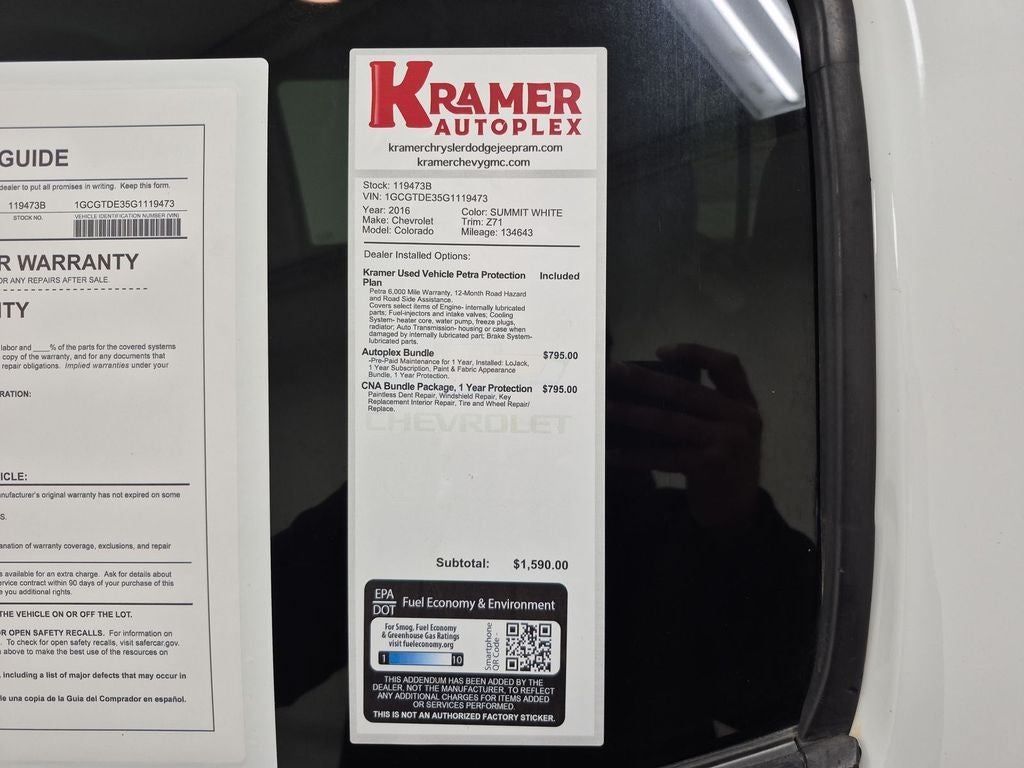 GUIDE
dealer to put all promises in writing. Keep this form.
119473B 1GCGTDE35G1119473
STOCK NO. VEHICLE IDENTIFICATION NUMBER (VIN)
R WARRANTY
OR ANY REPAIRS AFTER SALE.
TY
labor and ____% of the parts for the covered systems
copy of the warranty, and for any documents that
repair obligations. Implied warranties under your
RATION:
ICLE:
nufacturer's original warranty has not expired on some
S.
anation of warranty coverage, exclusions, and repair
s available for an extra charge. Ask for details about
ervice contract within 90 days of your purchase of this
e you additional rights.
THE VEHICLE ON OR OFF THE LOT.
R OPEN SAFETY RECALLS. For information on
. To check for open safety recalls, visit safercar.gov.
above to make the best use of the resources on
, including a list of major defects that may occur in
le una copia de la Guia del Comprador en español.
KRAMER
AUTOPLEX
kramerchryslerdodgejeepram.com
kramerchevygmc.com
Stock: 119473B
VIN: 1GCGTDE35G1119473
Year: 2016 Color: SUMMIT WHITE
Make: Chevrolet Trim: Z71
Model: Colorado Mileage: 134643
Dealer Installed Options:
Kramer Used Vehicle Petra Protection Included
Plan
Petra 6,000 Mile Warranty, 12-Month Road Hazard
and Road Side Assistance.
Covers select items of Engine- internally lubricated
parts; Fuel-injectors and intake valves; Cooling
System- heater core, water pump, freeze plugs,
radiator; Auto Transmission- housing or case when
damaged by internally lubricated part; Brake System-
lubricated parts.
Autoplex Bundle $795.00
-Pre-Paid Maintenance for 1 Year, Installed: LoJack,
1 Year Subscription, Paint & Fabric Appearance
Bundle, 1 Year Protection.
CNA Bundle Package, 1 Year Protection $795.00
Paintless Dent Repair, Windshield Repair, Key
Replacement Interior Repair, Tire and Wheel Repair/
Replace.
CHEVROLET
Subtotal: $1,590.00
EPA
DOT Fuel Economy & Environment
For Smog, Fuel Economy
& Greenhouse Gas Ratings
visit fueleconomy.org
1 10
Smartphone
QR Code -
THIS ADDENDUM HAS BEEN ADDED BY THE
DEALER, NOT THE MANUFACTURER, TO REFLECT
ANY ADDITIONAL CHARGES FOR ITEMS ADDED
OR SERVICES PERFORMED.
THIS IS NOT AN AUTHORIZED FACTORY STICKER.